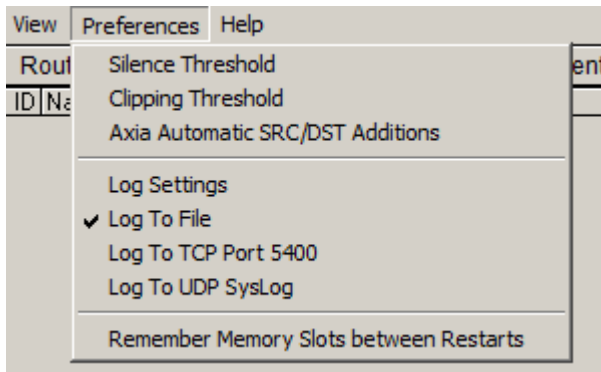 View Preferences Help
Silence Threshold
Clipping Threshold
Axia Automatic SRC/DST Additions
Log Settings
Log To File
Log To TCP Port 5400
Log To UDP SysLog
Remember Memory Slots between Restarts
ID